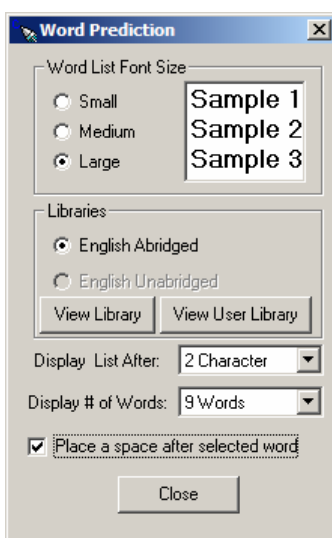 Word Prediction
Word List Font Size
Small
Medium
Large
Sample 1
Sample 2
Sample 3
Libraries
English Abridged
English Unabridged
View Library View User Library
Display List After: 2 Character
Display # of Words: 9 Words
Place a space after selected word
Close